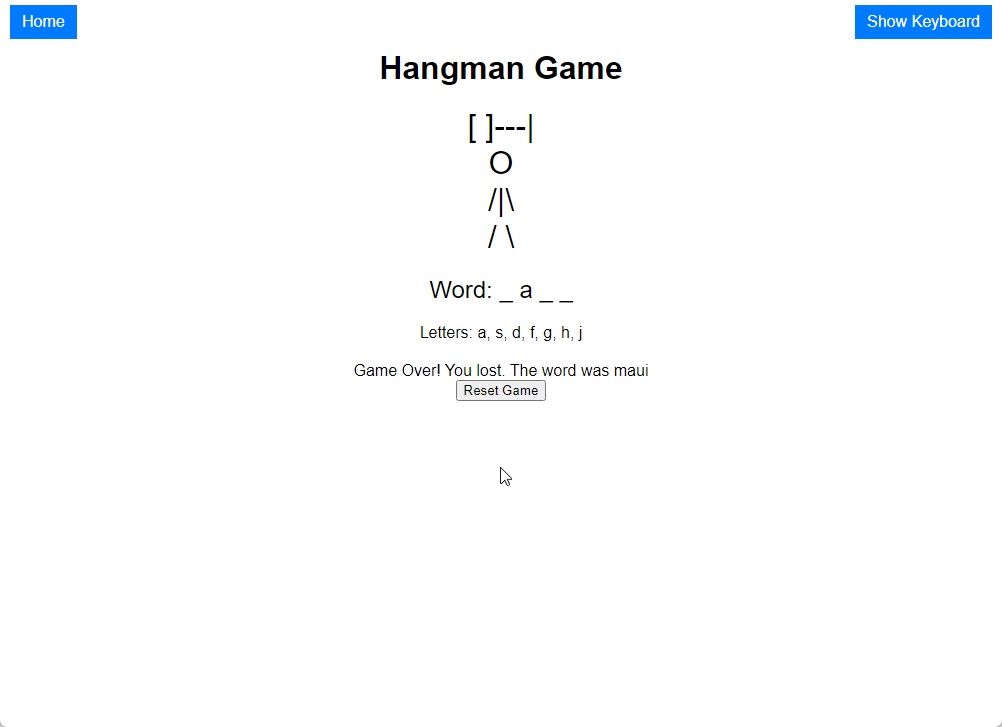 Home
Show Keyboard
Hangman Game
[ ]---|
O
/|\
/ \
Word: _ a _ _
Letters: a, s, d, f, g, h, j
Game Over! You lost. The word was maui
Reset Game